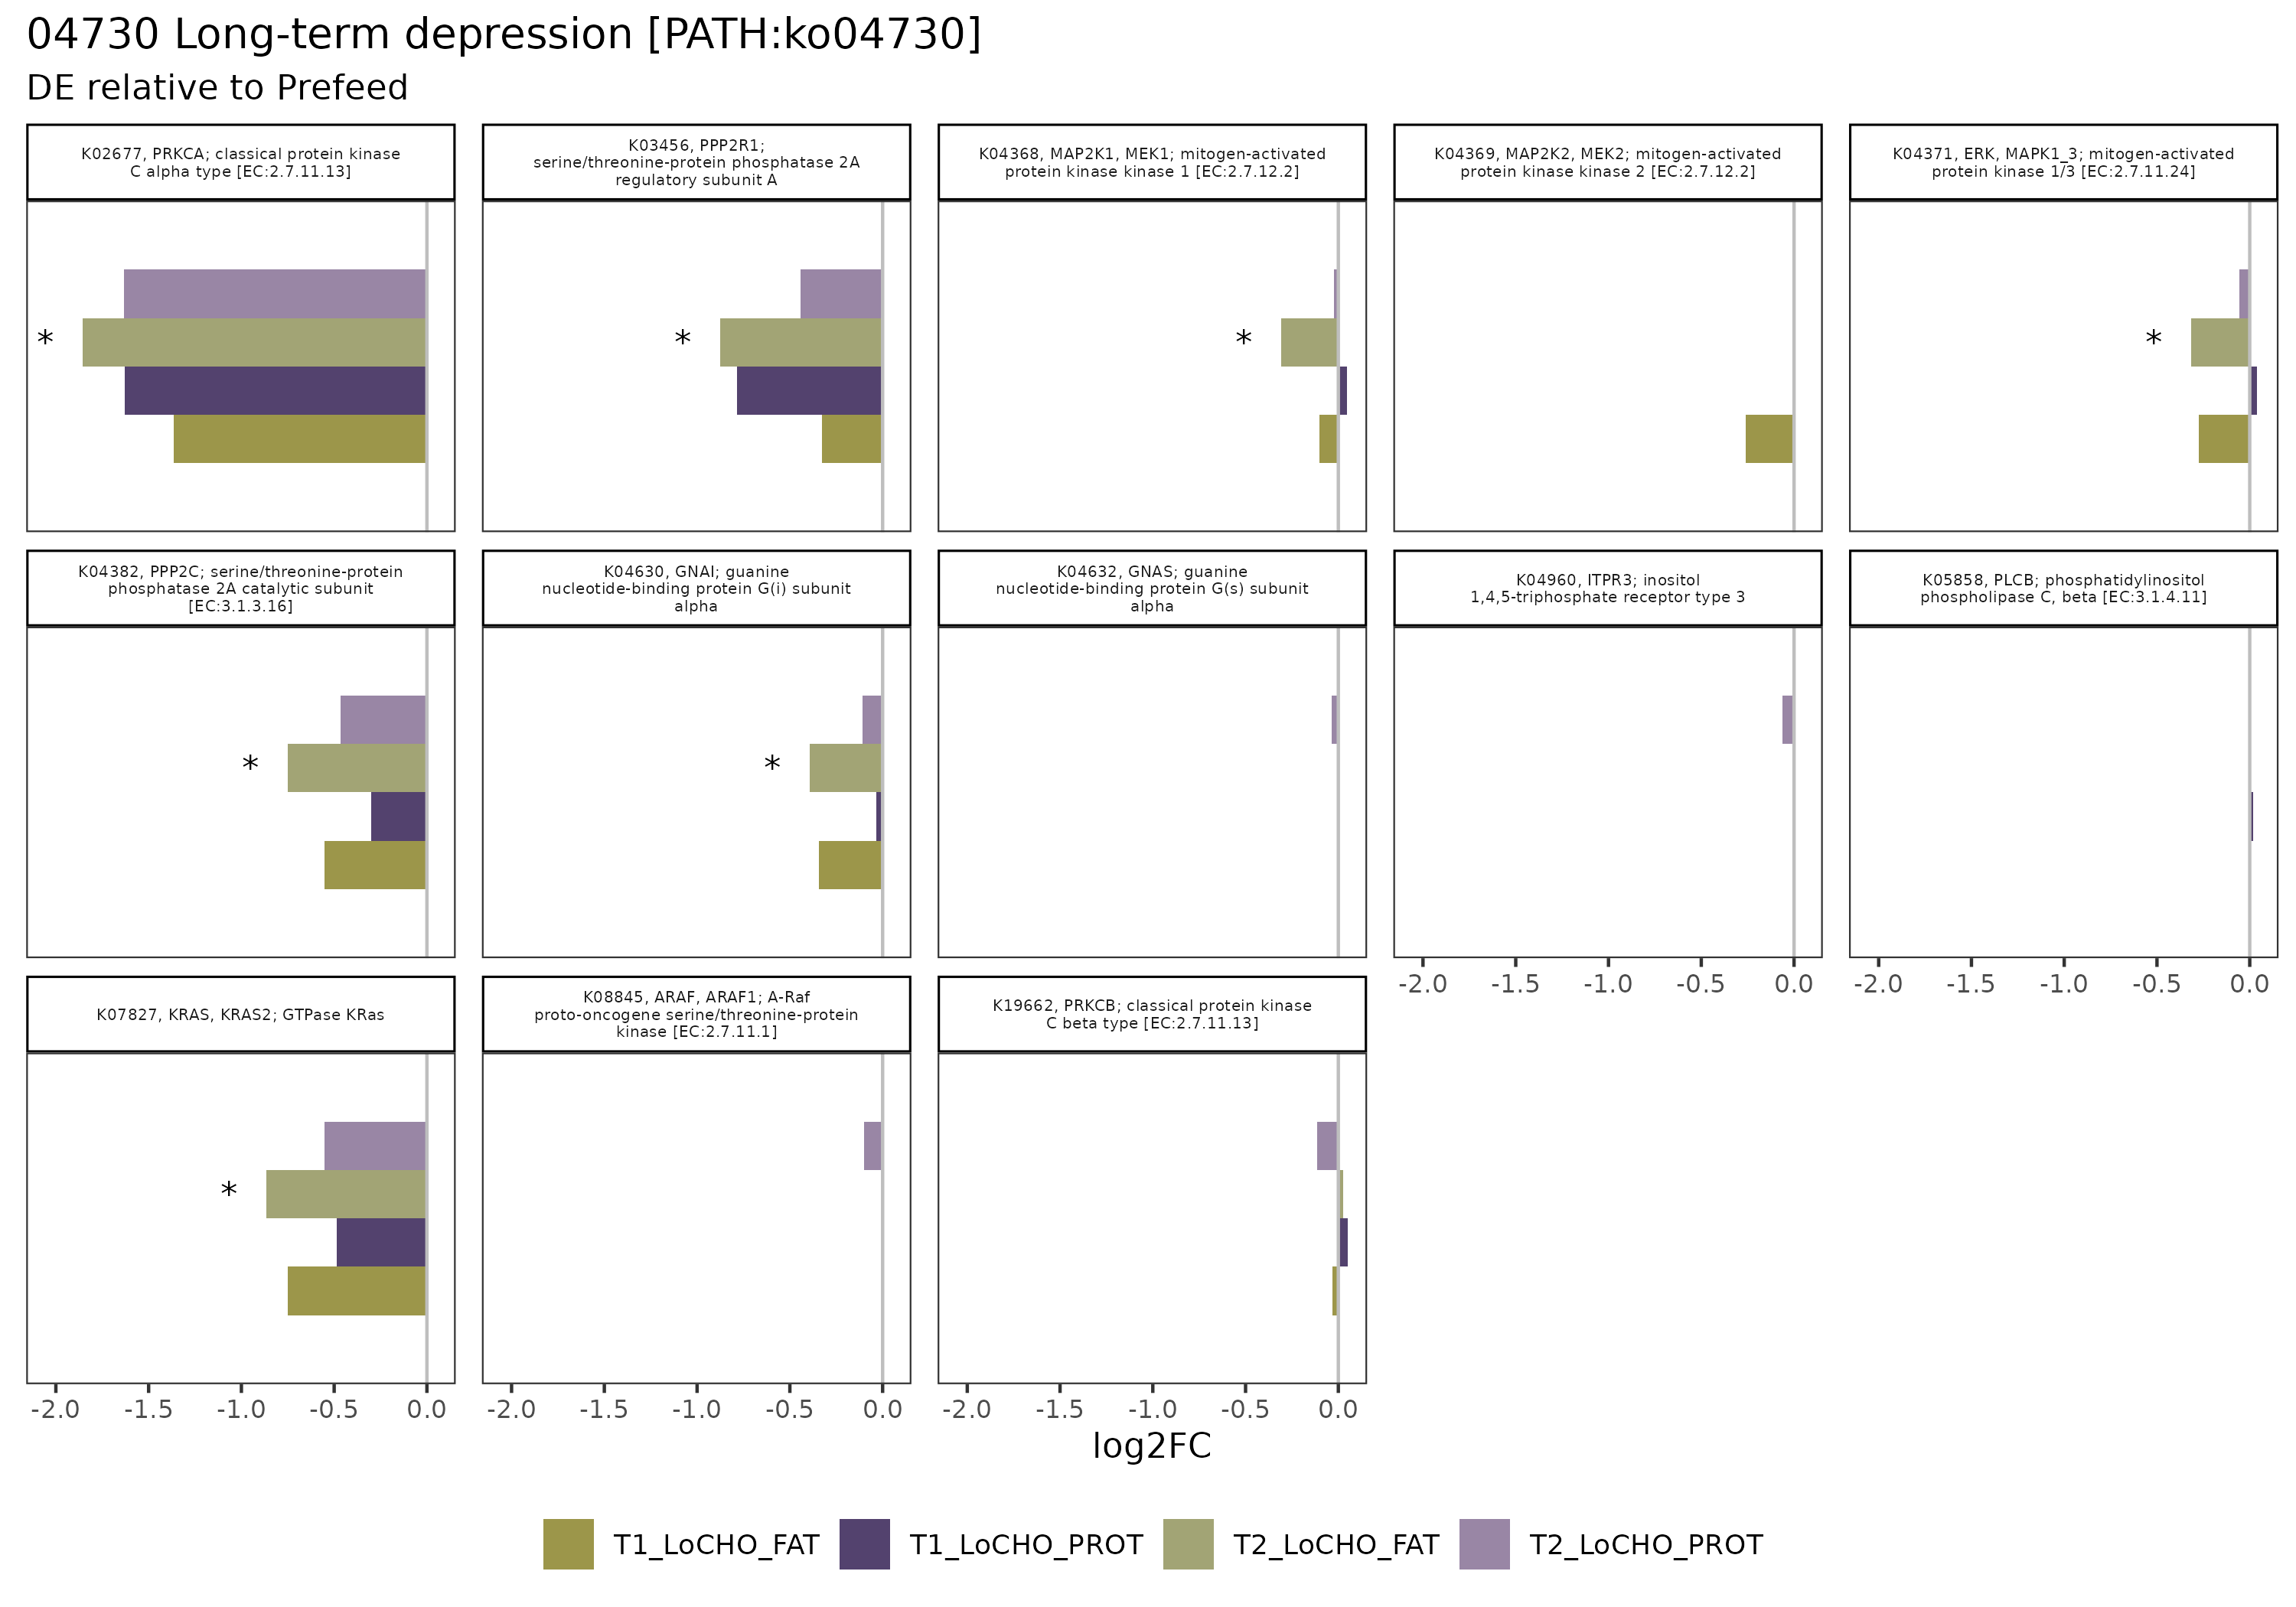 04730 Long-term depression [PATH:ko04730]
DE relative to Prefeed
K02677, PRKCA; classical protein kinase
C alpha type [EC:2.7.11.13]
K03456, PPP2R1;
serine/threonine-protein phosphatase 2A
regulatory subunit A
K04368, MAP2K1, MEK1; mitogen-activated
protein kinase kinase 1 [EC:2.7.12.2]
K04369, MAP2K2, MEK2; mitogen-activated
protein kinase kinase 2 [EC:2.7.12.2]
K04371, ERK, MAPK1_3; mitogen-activated
protein kinase 1/3 [EC:2.7.11.24]
*
*
*
*
K04382, PPP2C; serine/threonine-protein
phosphatase 2A catalytic subunit
[EC:3.1.3.16]
K04630, GNAI; guanine
nucleotide-binding protein G(i) subunit
alpha
K04632, GNAS; guanine
nucleotide-binding protein G(s) subunit
alpha
K04960, ITPR3; inositol
1,4,5-triphosphate receptor type 3
K05858, PLCB; phosphatidylinositol
phospholipase C, beta [EC:3.1.4.11]
*
*
-2.0 -1.5 -1.0 -0.5 0.0
-2.0 -1.5 -1.0 -0.5 0.0
K07827, KRAS, KRAS2; GTPase KRas
K08845, ARAF, ARAF1; A-Raf
proto-oncogene serine/threonine-protein
kinase [EC:2.7.11.1]
K19662, PRKCB; classical protein kinase
C beta type [EC:2.7.11.13]
*
-2.0 -1.5 -1.0 -0.5 0.0
-2.0 -1.5 -1.0 -0.5 0.0
-2.0 -1.5 -1.0 -0.5 0.0
log2FC
T1_LoCHO_FAT T1_LoCHO_PROT T2_LoCHO_FAT T2_LoCHO_PROT